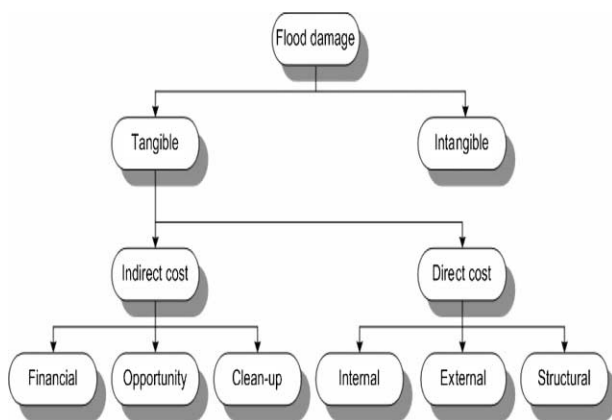 Flood damage
Tangible
Intangible
Indirect cost
Direct cost
Financial
Opportunity
Clean-up
Internal
External
Structural